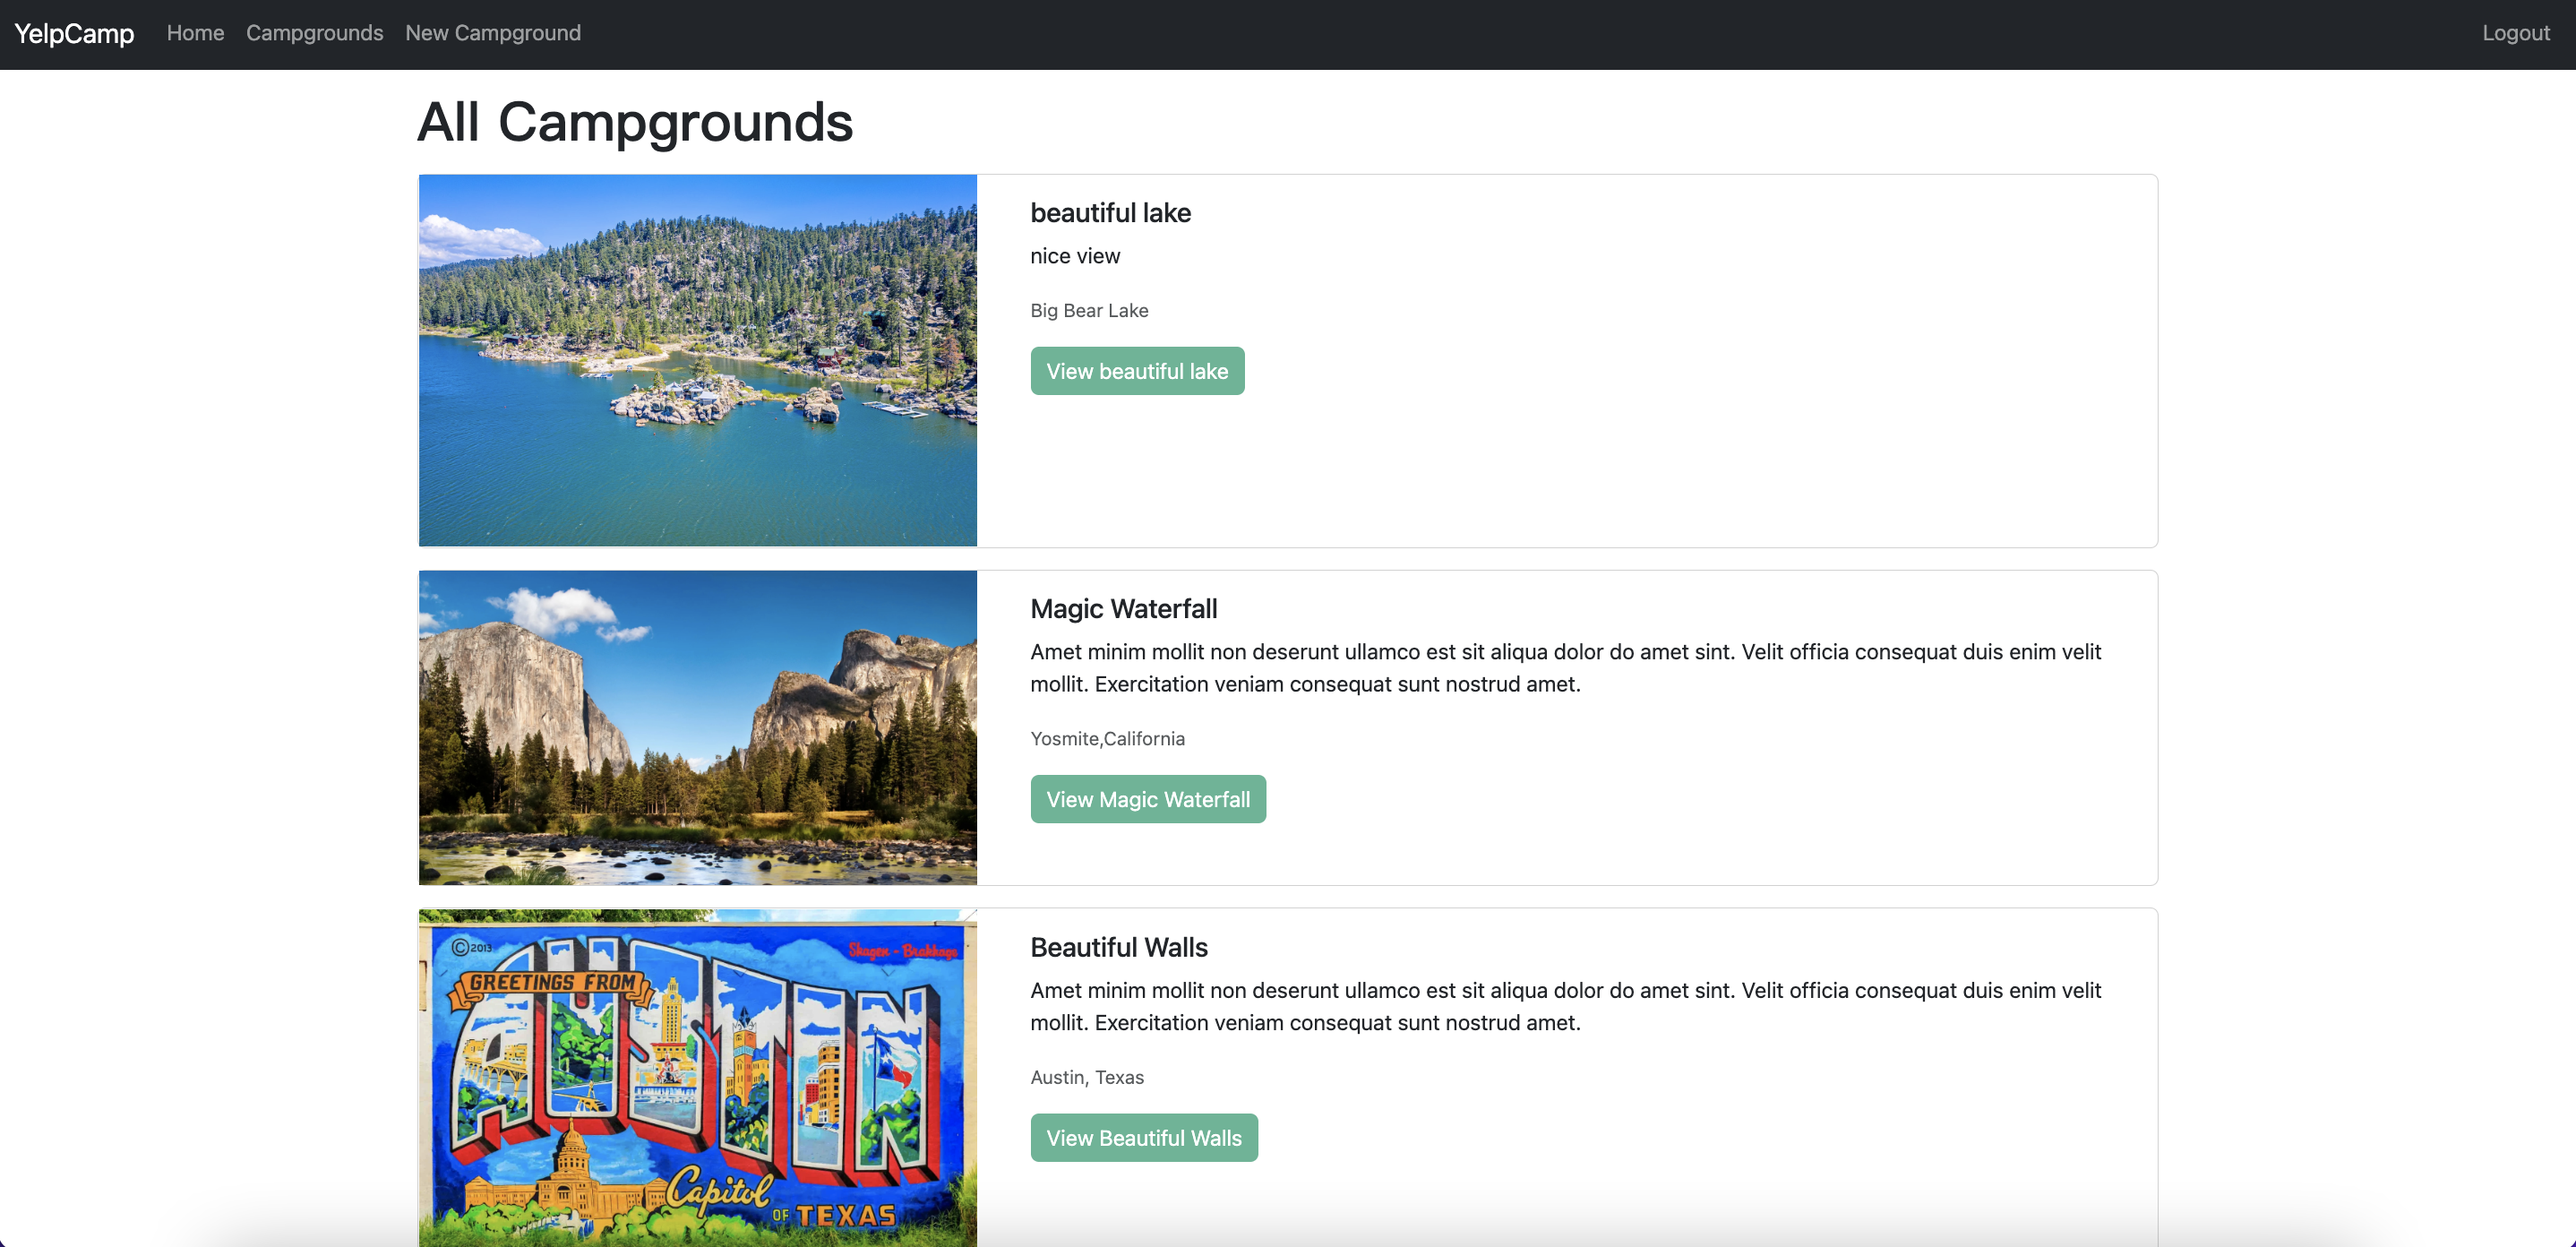 YelpCamp Home Campgrounds New Campground Logout
All Campgrounds
beautiful lake
nice view
Big Bear Lake
View beautiful lake
Magic Waterfall
Amet minim mollit non deserunt ullamco est sit aliqua dolor do amet sint. Velit officia consequat duis enim velit
mollit. Exercitation veniam consequat sunt nostrud amet.
Yosmite,California
View Magic Waterfall
©2013
Skagen - Brakhage
GREETINGS FROM
AUSTIN
Capitol
OF TEXAS
Beautiful Walls
Amet minim mollit non deserunt ullamco est sit aliqua dolor do amet sint. Velit officia consequat duis enim velit
mollit. Exercitation veniam consequat sunt nostrud amet.
Austin, Texas
View Beautiful Walls